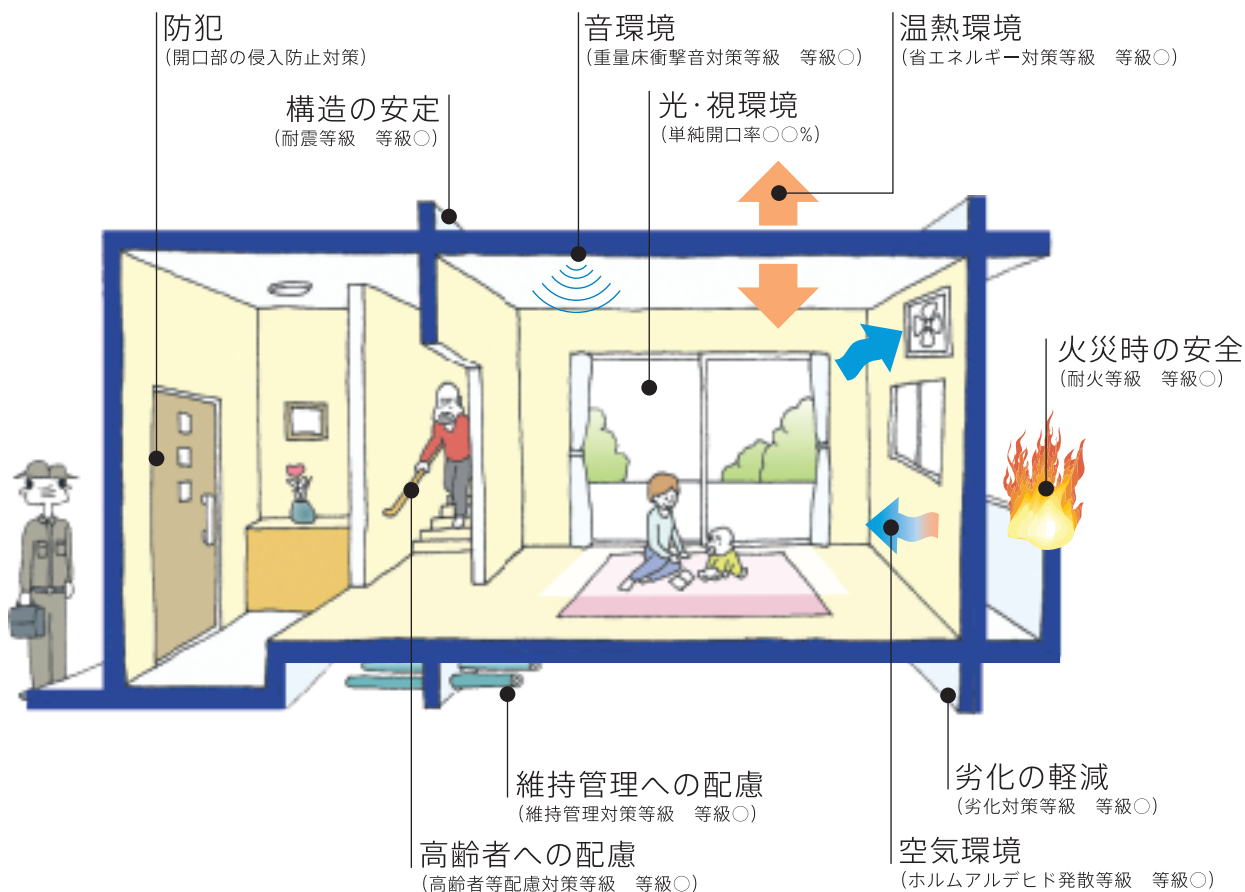 防犯
(開口部の侵入防止対策)
音環境
(重量床衝撃音対策等級　等級○)
温熱環境
(省エネルギー対策等級　等級○)
構造の安定
(耐震等級　等級○)
光・視環境
(単純開口率○○%)
火災時の安全
(耐火等級　等級○)
維持管理への配慮
(維持管理対策等級　等級○)
劣化の軽減
(劣化対策等級　等級○)
高齢者への配慮
(高齢者等配慮対策等級　等級○)
空気環境
(ホルムアルデヒド発散等級　等級○)